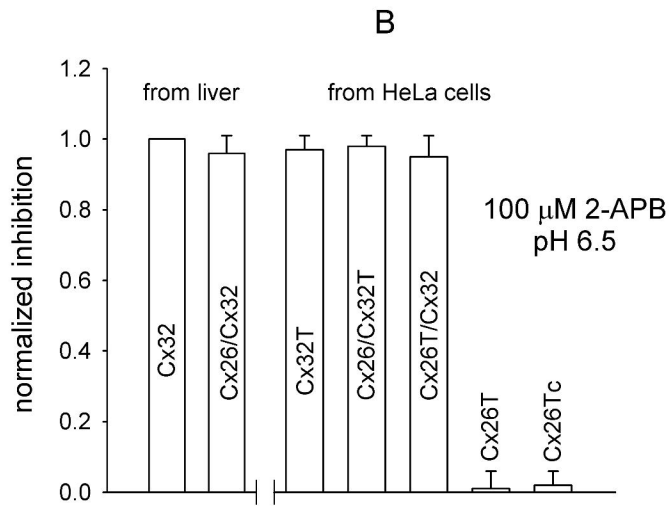 B
1.2
from liver
from HeLa cells
1.0
0.8
100 μM 2-APB
pH 6.5
0.6
normalized inhibition
0.4
Cx32
Cx26/Cx32
Cx32T
Cx26/Cx32T
Cx26T/Cx32
Cx26T
Cx26Tc
0.2
0.0